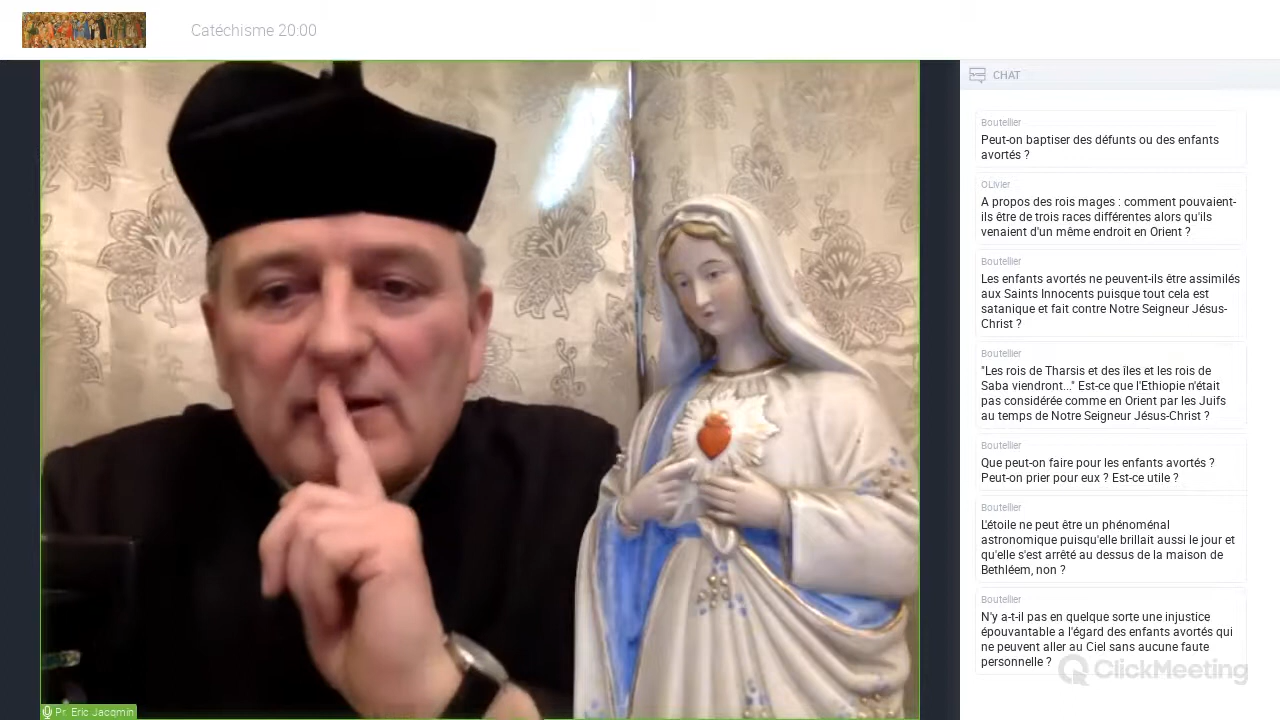 Catéchisme 20:00
CHAT
Boutellier
Peut-on baptiser des défunts ou des enfants
avortés ?
OLivier
A propos des rois mages : comment pouvaient-
ils être de trois races différentes alors qu'ils
venaient d'un même endroit en Orient ?
Boutellier
Les enfants avortés ne peuvent-ils être assimilés
aux Saints Innocents puisque tout cela est
satanique et fait contre Notre Seigneur Jésus-
Christ ?
Boutellier
"Les rois de Tharsis et des îles et les rois de
Saba viendront..." Est-ce que l'Ethiopie n'était
pas considérée comme en Orient par les Juifs
au temps de Notre Seigneur Jésus-Christ ?
Boutellier
Que peut-on faire pour les enfants avortés ?
Peut-on prier pour eux ? Est-ce utile ?
Boutellier
L'étoile ne peut être un phénoménal
astronomique puisqu'elle brillait aussi le jour et
qu'elle s'est arrêté au dessus de la maison de
Bethléem, non ?
Boutellier
N'y a-t-il pas en quelque sorte une injustice
épouvantable a l'égard des enfants avortés qui
ne peuvent aller au Ciel sans aucune faute
personnelle ?
ClickMeeting
Pr. Eric Jacqmin